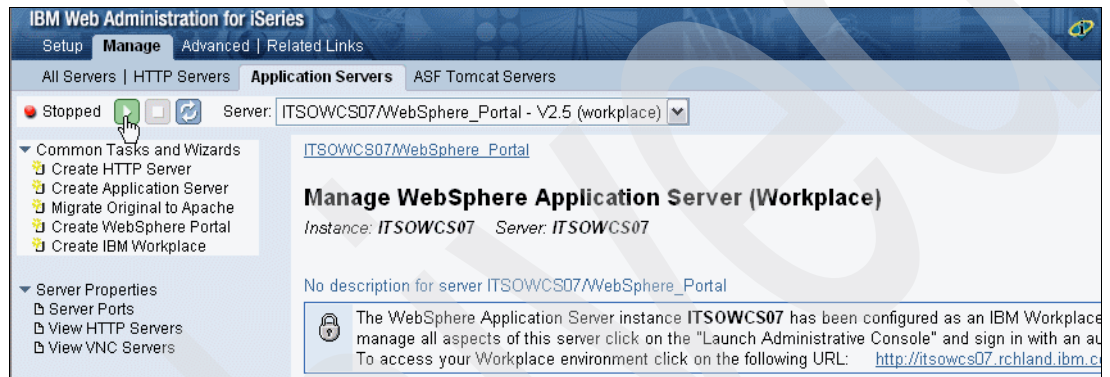 IBM Web Administration for iSeries
Setup Manage Advanced | Related Links
All Servers | HTTP Servers Application Servers ASF Tomcat Servers
Stopped Server: ITSOWCS07/WebSphere_Portal - V2.5 (workplace)
Common Tasks and Wizards
Create HTTP Server
Create Application Server
Migrate Original to Apache
Create WebSphere Portal
Create IBM Workplace
Server Properties
Server Ports
View HTTP Servers
View VNC Servers
ITSOWCS07/WebSphere_Portal
Manage WebSphere Application Server (Workplace)
Instance: ITSOWCS07 Server: ITSOWCS07
No description for server ITSOWCS07/WebSphere_Portal
The WebSphere Application Server instance ITSOWCS07 has been configured as an IBM Workplace
manage all aspects of this server click on the "Launch Administrative Console" and sign in with an au
To access your Workplace environment click on the following URL: http://itsowcs07.rchland.ibm.c